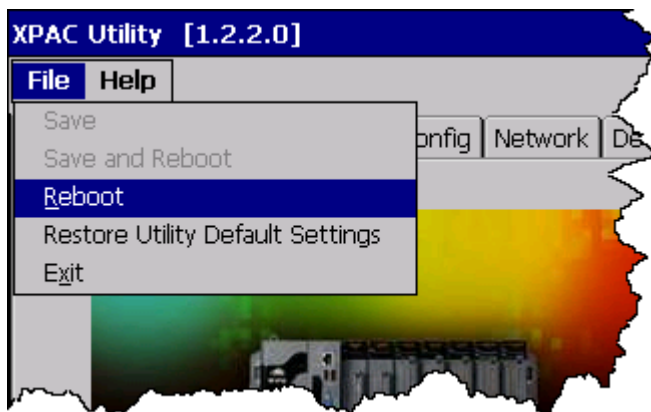 XPAC Utility [1.2.2.0]
File Help
Save
Save and Reboot
Network
Reboot
Restore Utility Default Settings
Exit